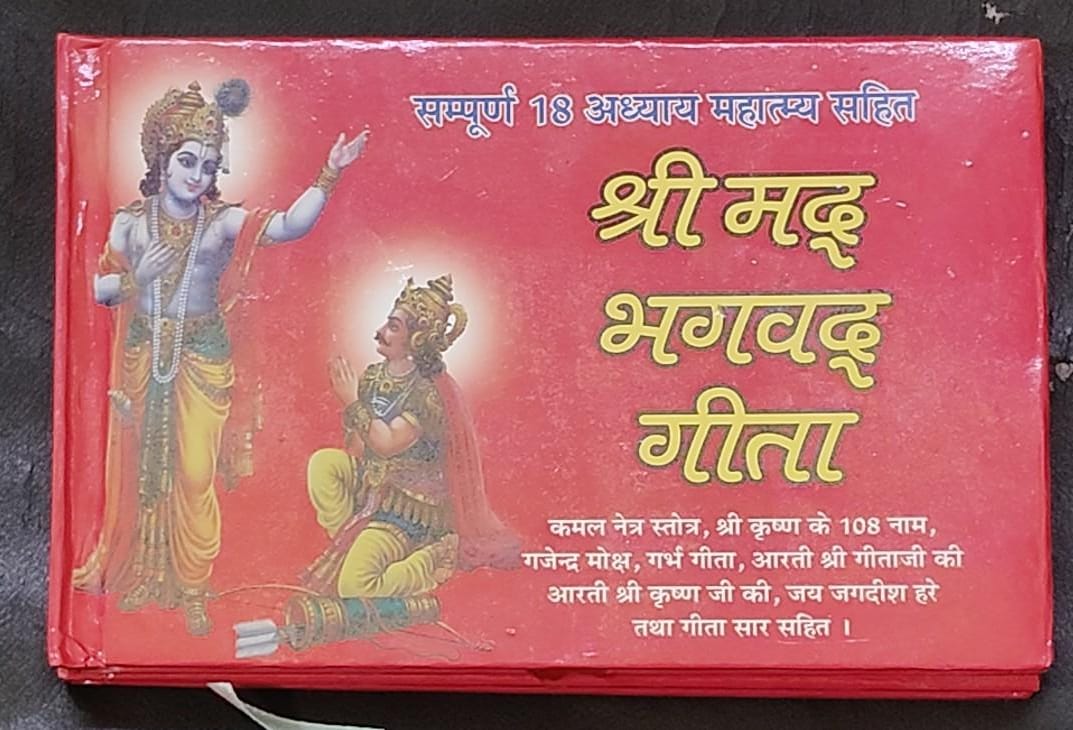 सम्पूर्ण 18 अध्याय महात्म्य सहित
श्री मद्
भगवद्
गीता
कमल नेत्र स्तोत्र, श्री कृष्ण के 108 नाम,
गजेन्द्र मोक्ष, गर्भ गीता, आरती श्री गीताजी की
आरती श्री कृष्ण जी की, जय जगदीश हरे
तथा गीता सार सहित ।